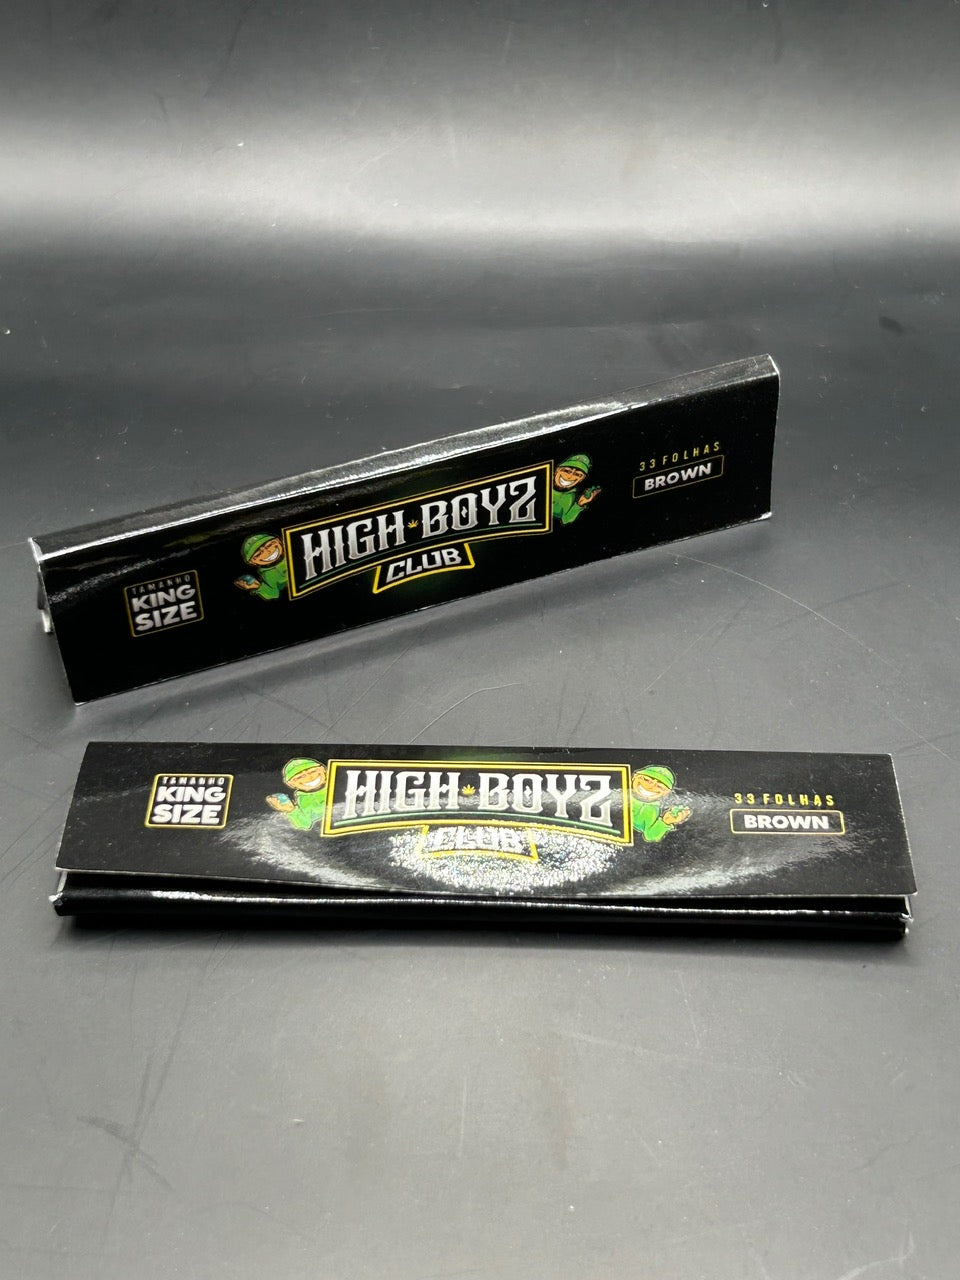 TAMANHO
KING
SIZE
HIGH BOYZ
CLUB
33 FOLHAS
BROWN
TAMANHO
KING
SIZE
HIGH BOYZ
CLUB
33 FOLHAS
BROWN